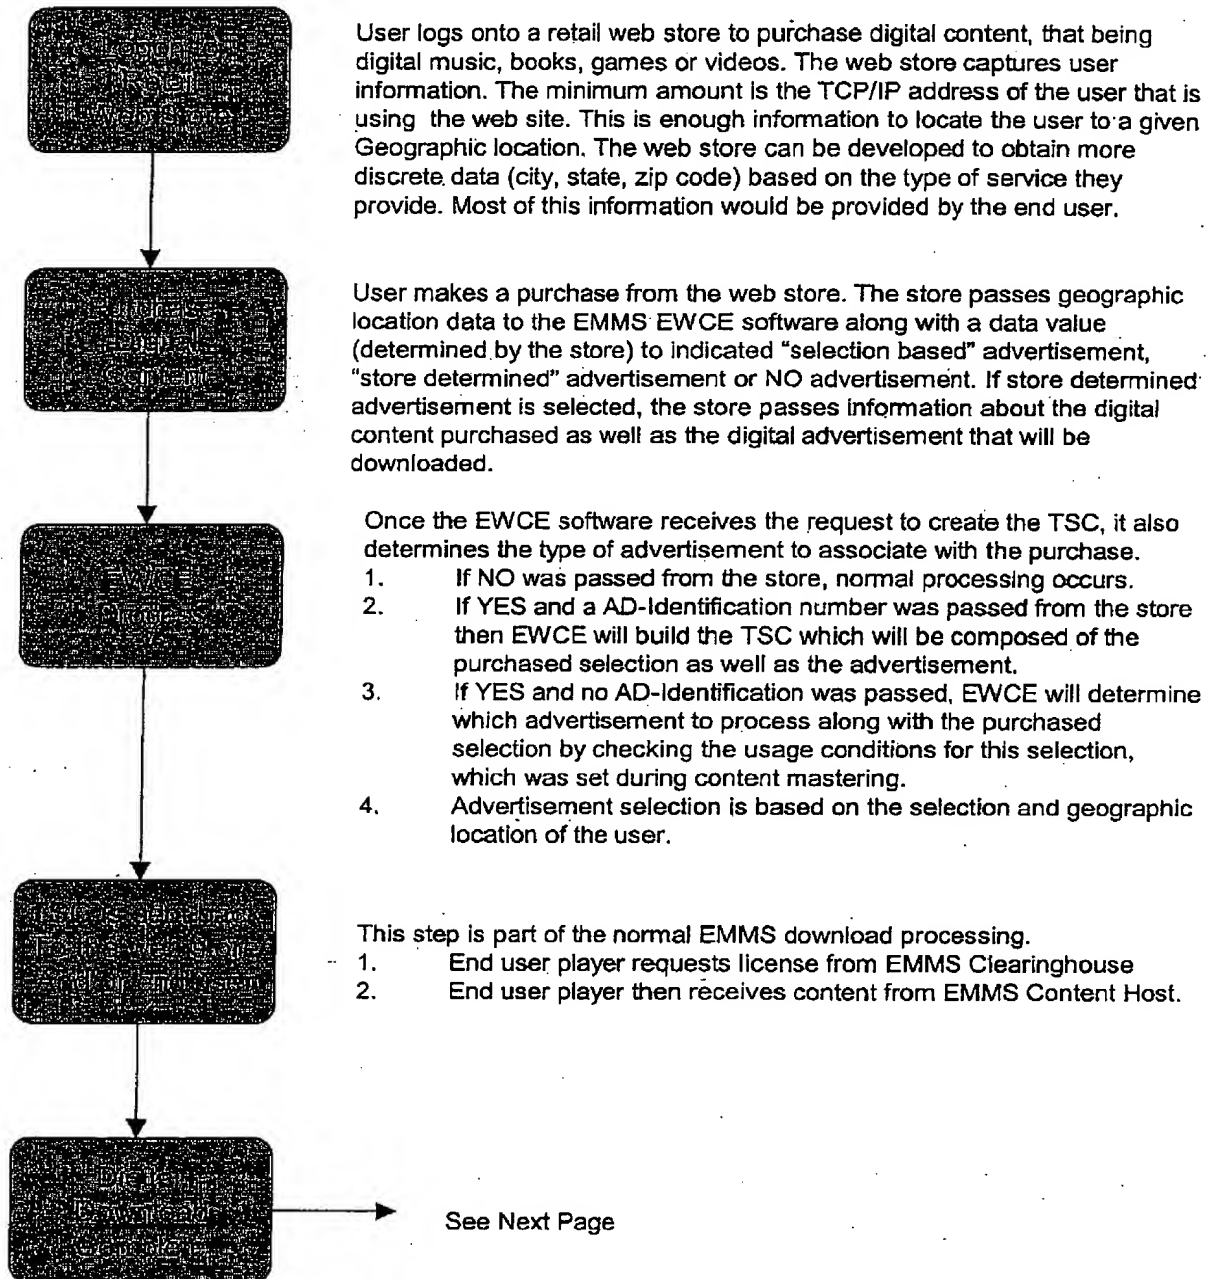 User logs onto a retail web store to purchase digital content, that being
digital music, books, games or videos. The web store captures user
information. The minimum amount is the TCP/IP address of the user that is
using the web site. This is enough information to locate the user to a given
Geographic location. The web store can be developed to obtain more
discrete data (city, state, zip code) based on the type of service they
provide. Most of this information would be provided by the end user.
Content
User makes a purchase from the web store. The store passes geographic
location data to the EMMS EWCE software along with a data value
(determined by the store) to indicated "selection based" advertisement,
"store determined" advertisement or NO advertisement. If store determined
advertisement is selected, the store passes information about the digital
content purchased as well as the digital advertisement that will be
downloaded.
EWCE
Process
Once the EWCE software receives the request to create the TSC, it also
determines the type of advertisement to associate with the purchase.
1. If NO was passed from the store, normal processing occurs.
2. If YES and a AD-Identification number was passed from the store
then EWCE will build the TSC which will be composed of the
purchased selection as well as the advertisement.
3. If YES and no AD-Identification was passed, EWCE will determine
which advertisement to process along with the purchased
selection by checking the usage conditions for this selection,
which was set during content mastering.
4. Advertisement selection is based on the selection and geographic
location of the user.
This step is part of the normal EMMS download processing.
1. End user player requests license from EMMS Clearinghouse
2. End user player then receives content from EMMS Content Host.
Download
See Next Page